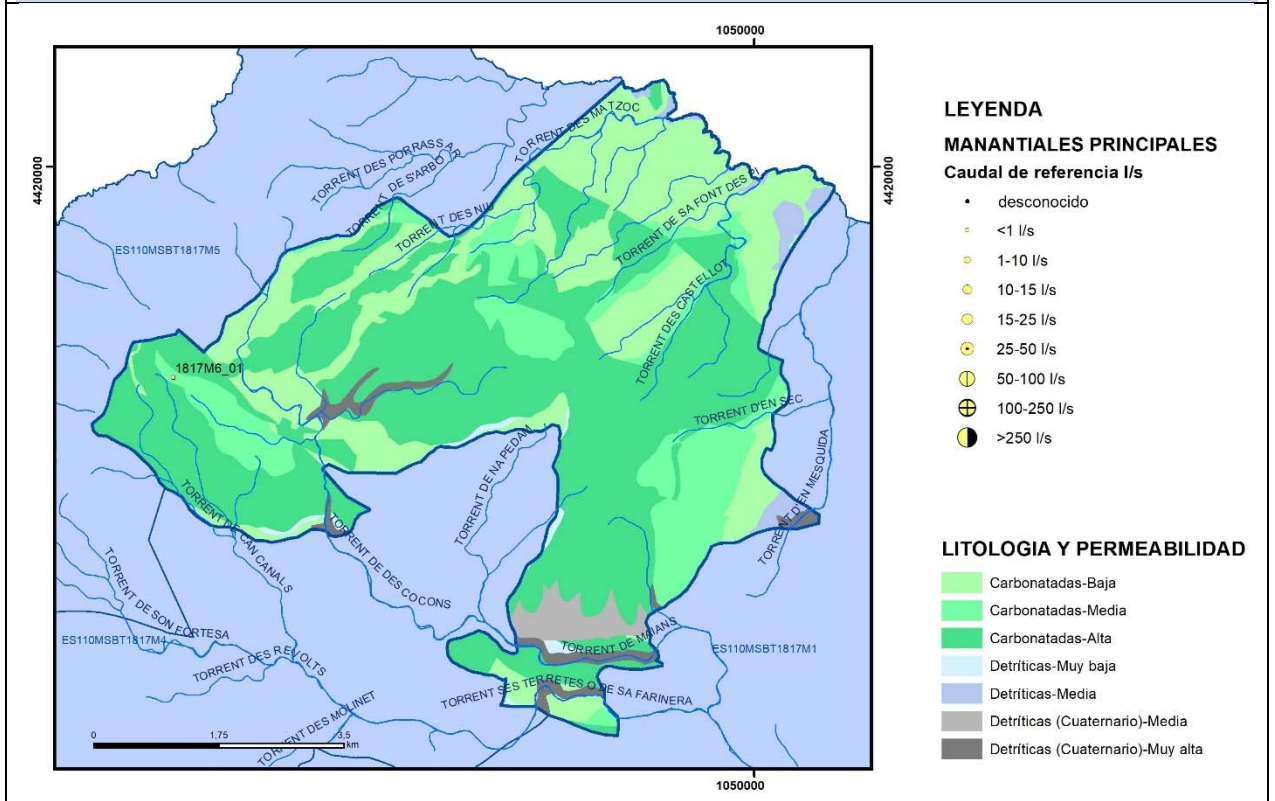 1050000
4420000
4420000
TORRENT DES MATZOC
TORRENT DES PORRASSAR
TORRENT DE S'ARBO
TORRENT DES NIU
TORRENT DE SA FONT DES PI
ES110MSBT1817M5
TORRENT DES CASTELLOT
1817M6_01
TORRENT D'EN SEC
TORRENT DE NA PEDAM
TORRENT D'EN MESQUIDA
TORRENT DE CAN CANALS
TORRENT DE DES COCONS
TORRENT DE SON FORTESA
ES110MSBT1817M4
TORRENT DES REVOLTS
TORRENT DE MAIANS
ES110MSBT1817M1
TORRENT SES TERRETES O DE SA FARINERA
TORRENT DES MOLINET
0 1,75 3,5
km
1050000
LEYENDA
MANANTIALES PRINCIPALES
Caudal de referencia l/s
desconocido
<1 l/s
1-10 l/s
10-15 l/s
15-25 l/s
25-50 l/s
50-100 l/s
100-250 l/s
>250 l/s
LITOLOGIA Y PERMEABILIDAD
Carbonatadas-Baja
Carbonatadas-Media
Carbonatadas-Alta
Detríticas-Muy baja
Detríticas-Media
Detríticas (Cuaternario)-Media
Detríticas (Cuaternario)-Muy alta